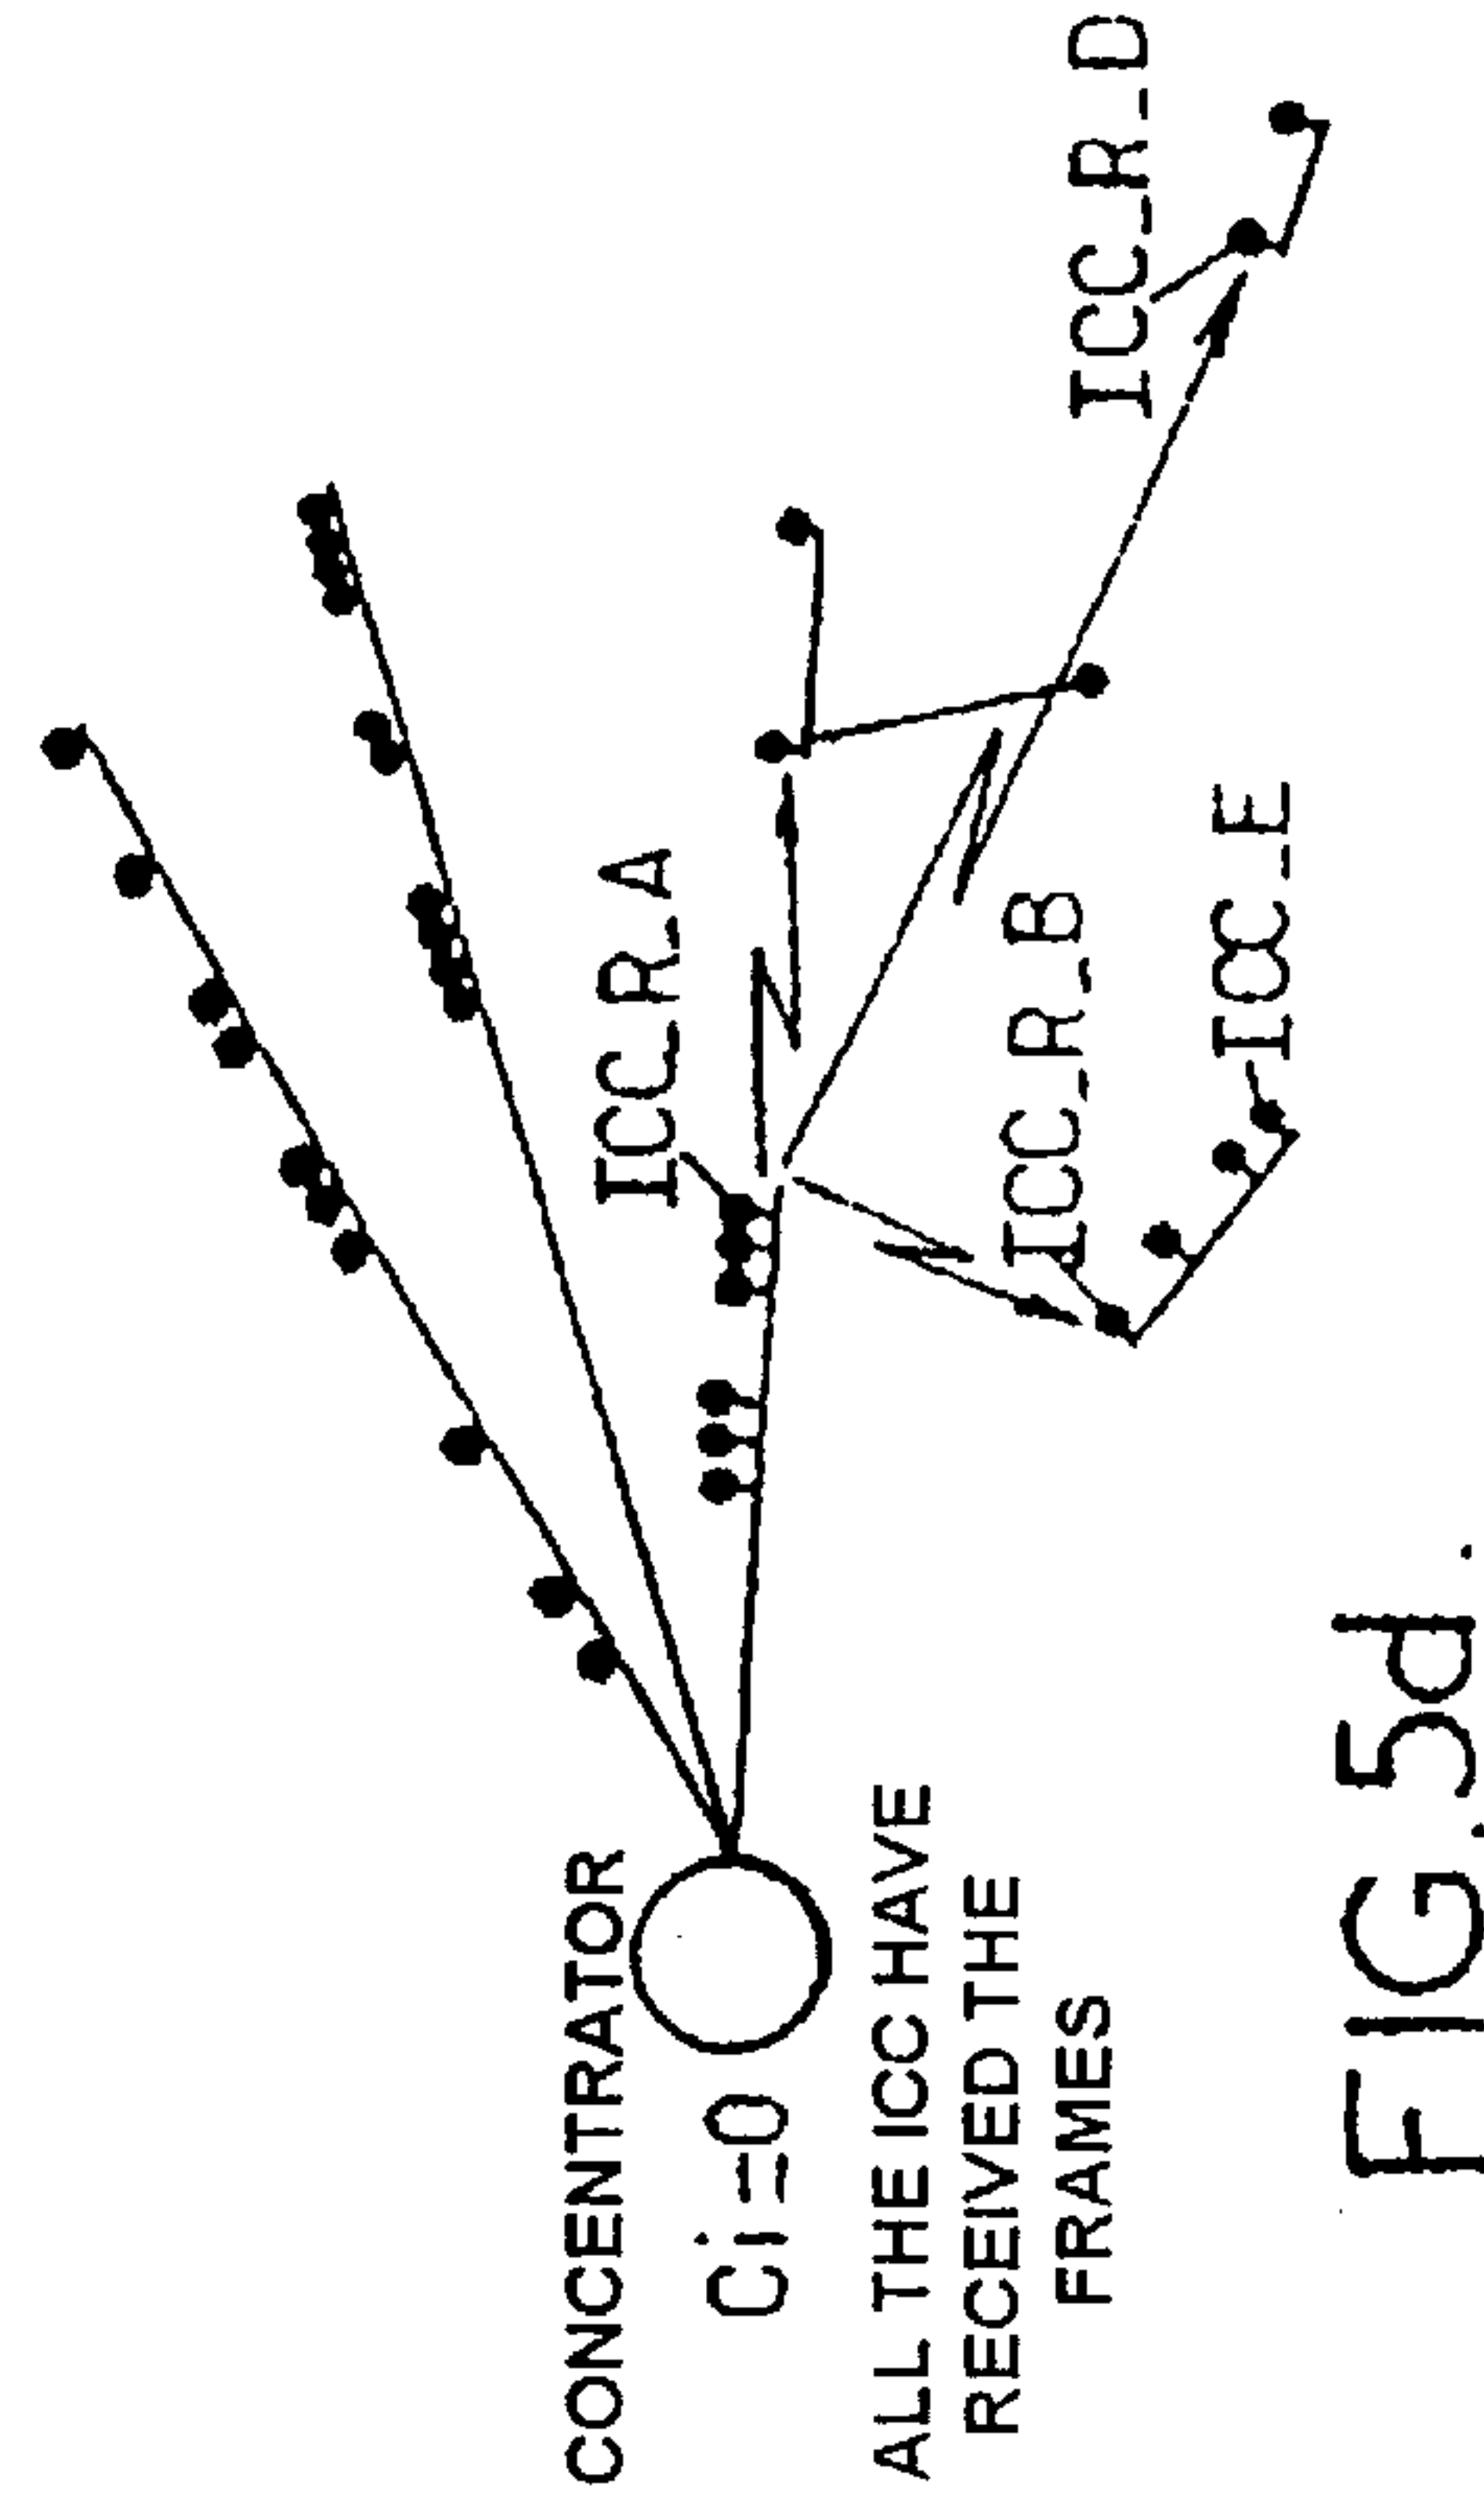 CONCENTRATOR
Ci=0
ALL THE ICC HAVE
RECEIVED THE
FRAMES
ICC_R_A
ICC_R_B
ICC_E
ICC_R_D
FIG.5d.